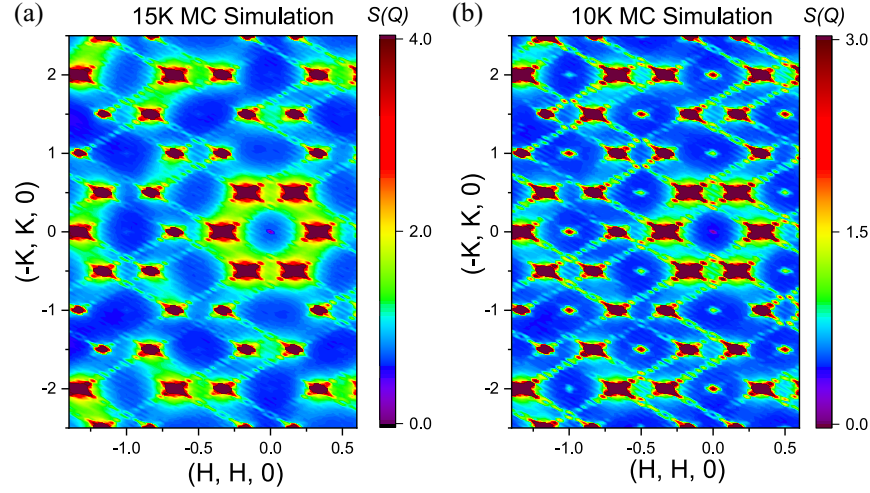 (a) 15K MC Simulation S(Q)
4.0
2.0
0.0
2
1
0
-1
-2
(-K, K, 0)
-1.0 -0.5 0.0 0.5
(H, H, 0)
(b) 10K MC Simulation S(Q)
3.0
1.5
0.0
2
1
0
-1
-2
(-K, K, 0)
-1.0 -0.5 0.0 0.5
(H, H, 0)